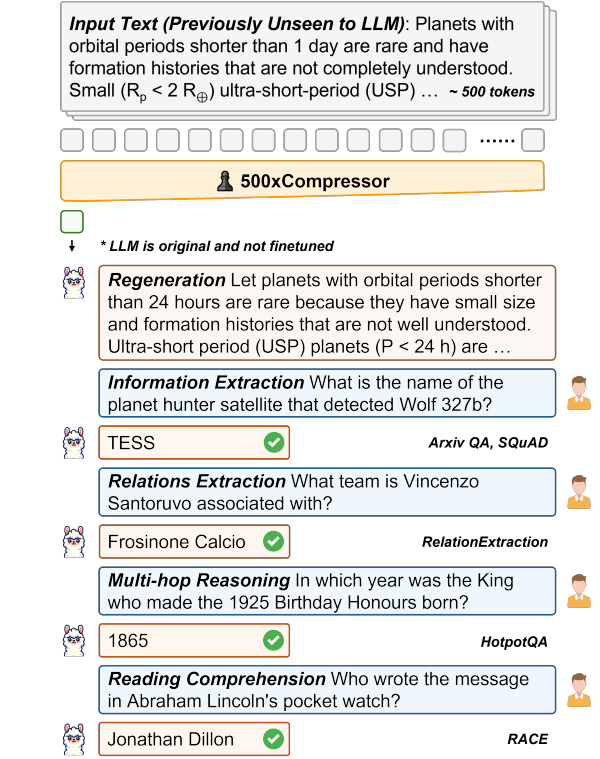 Input Text (Previously Unseen to LLM): Planets with
orbital periods shorter than 1 day are rare and have
formation histories that are not completely understood.
Small (Rp < 2 R⊕) ultra-short-period (USP) … ~ 500 tokens
......
500xCompressor
* LLM is original and not finetuned
Regeneration Let planets with orbital periods shorter
than 24 hours are rare because they have small size
and formation histories that are not well understood.
Ultra-short period (USP) planets (P < 24 h) are …
Information Extraction What is the name of the
planet hunter satellite that detected Wolf 327b?
TESS
Arxiv QA, SQuAD
Relations Extraction What team is Vincenzo
Santoruvo associated with?
Frosinone Calcio
RelationExtraction
Multi-hop Reasoning In which year was the King
who made the 1925 Birthday Honours born?
1865
HotpotQA
Reading Comprehension Who wrote the message
in Abraham Lincoln's pocket watch?
Jonathan Dillon
RACE